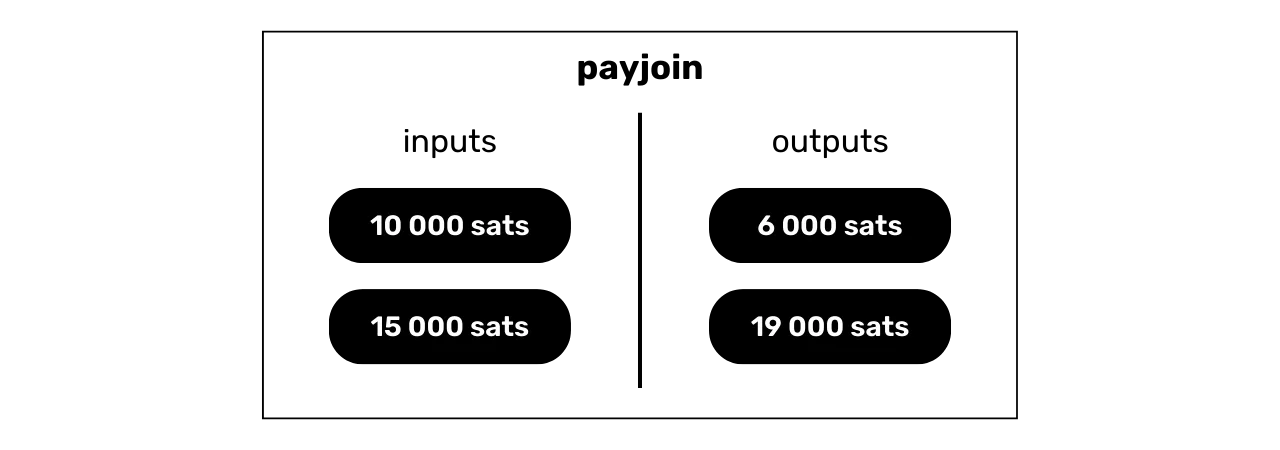 payjoin
inputs
outputs
10 000 sats
6 000 sats
15 000 sats
19 000 sats